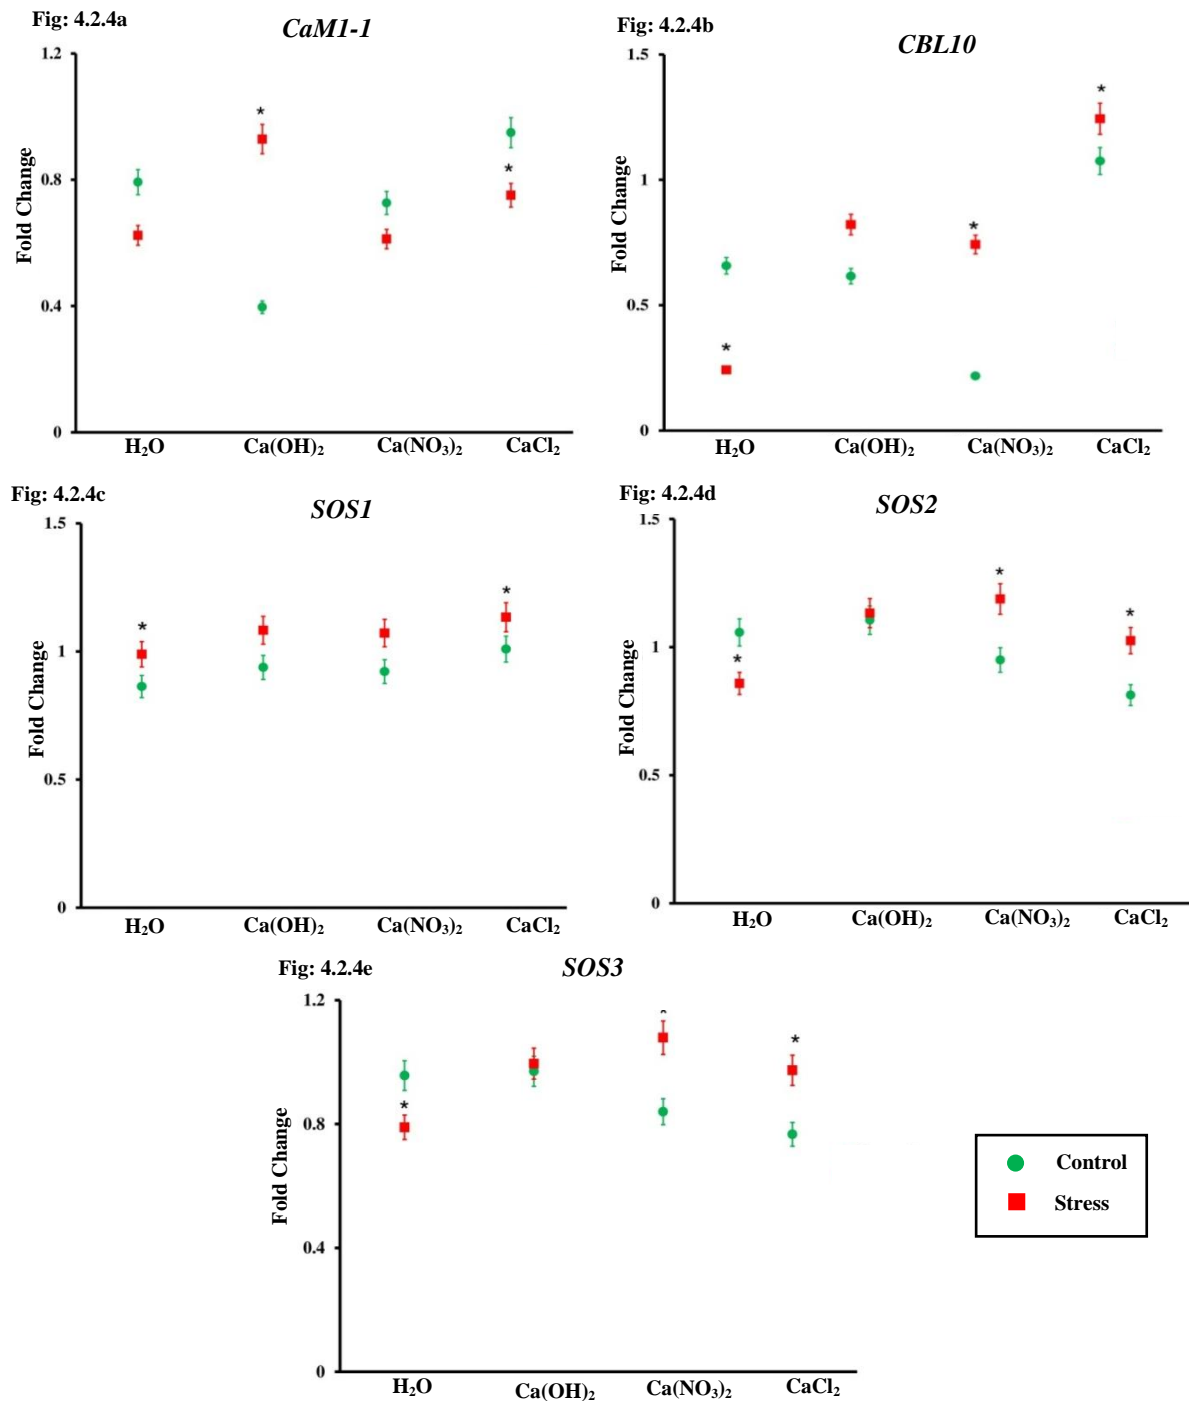 Fig: 4.2.4a
CaM1-1
1.2
*
*
0.8
Fold Change
0.4
0
H₂O Ca(OH)₂ Ca(NO₃)₂ CaCl₂
Fig: 4.2.4b
CBL10
1.5
*
1
Fold Change
*
0.5
*
0
H₂O Ca(OH)₂ Ca(NO₃)₂ CaCl₂
Fig: 4.2.4c
SOS1
1.5
*
*
1
Fold Change
0.5
0
H₂O Ca(OH)₂ Ca(NO₃)₂ CaCl₂
Fig: 4.2.4d
SOS2
1.5
*
*
*
1
Fold Change
0.5
0
H₂O Ca(OH)₂ Ca(NO₃)₂ CaCl₂
Fig: 4.2.4e
SOS3
1.2
*
*
0.8
Fold Change
0.4
0
H₂O Ca(OH)₂ Ca(NO₃)₂ CaCl₂
Control
Stress